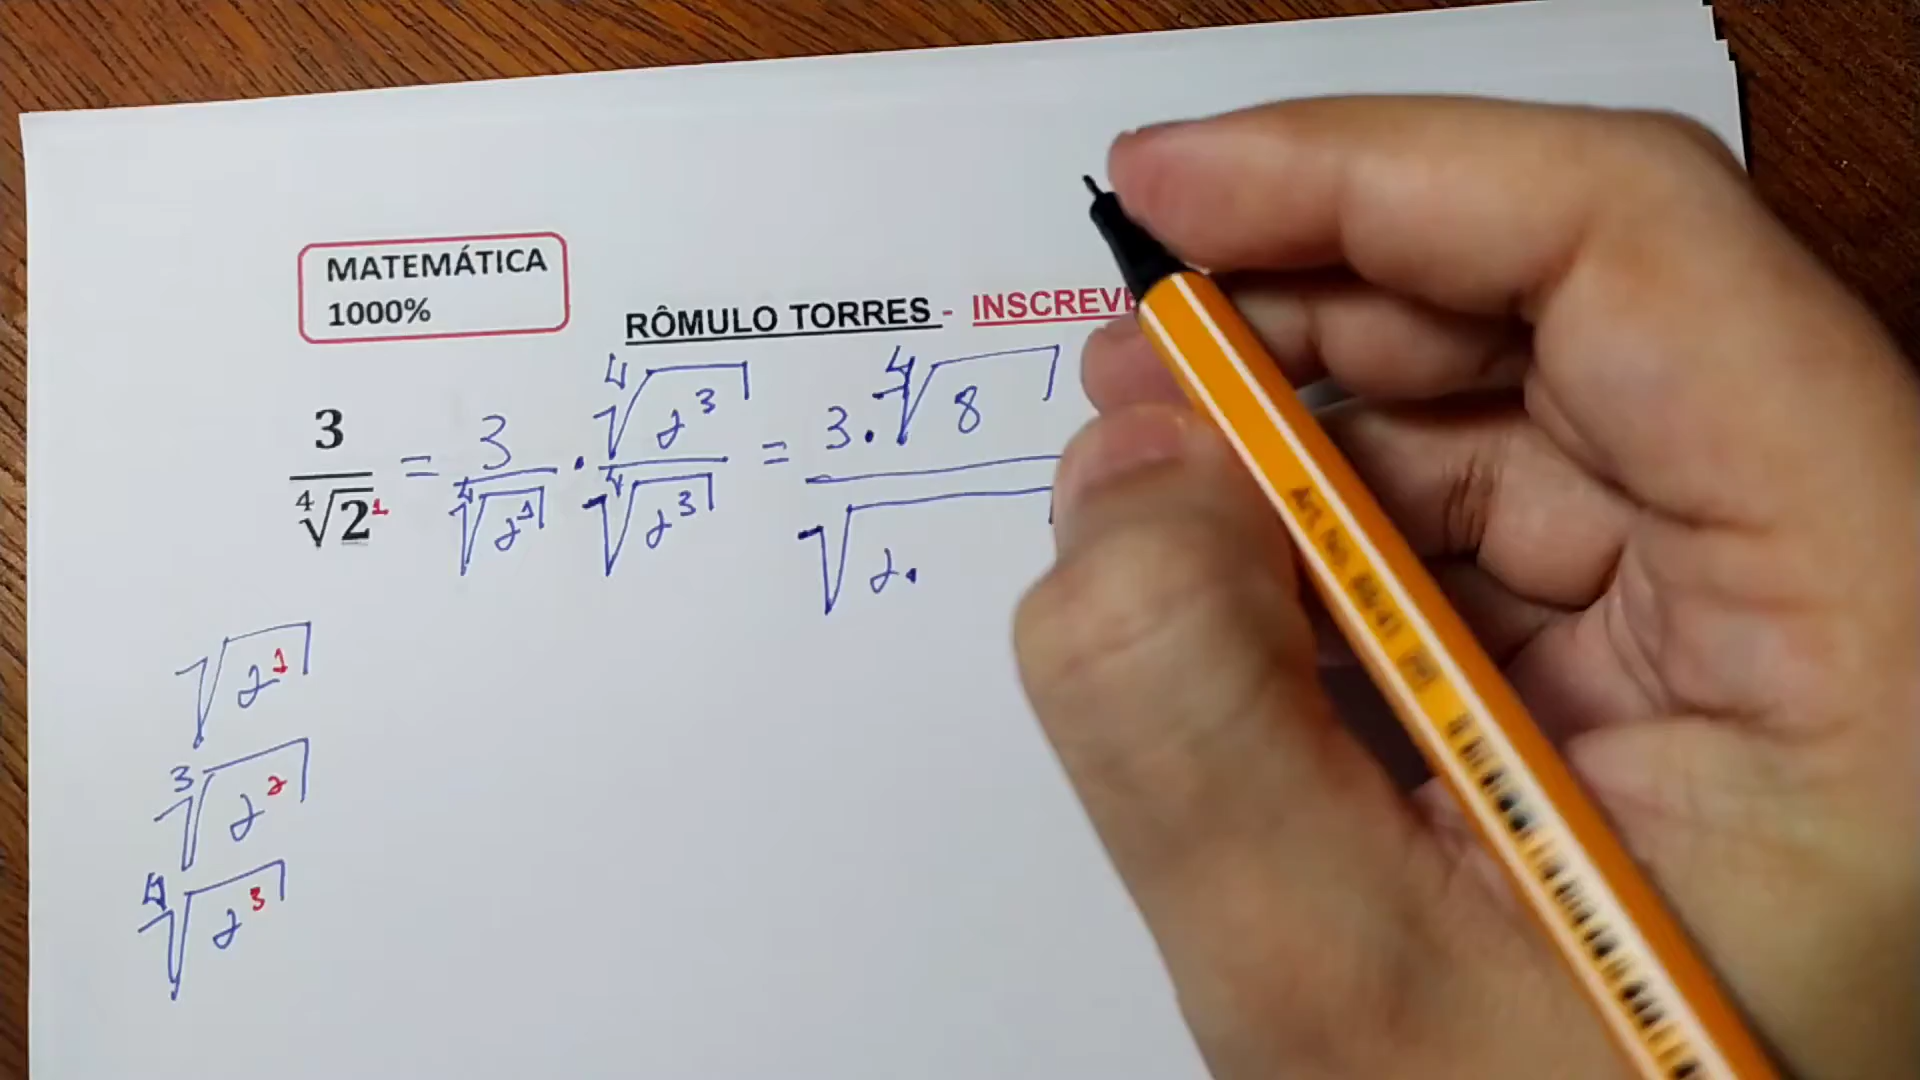 MATEMÁTICA
1000%
RÔMULO TORRES - INSCREVE
3/⁴√2¹ = 3/⁴√2¹ · ⁴√2³/⁴√2³ = 3.⁴√8/√2.
√2¹
³√2²
⁴√2³